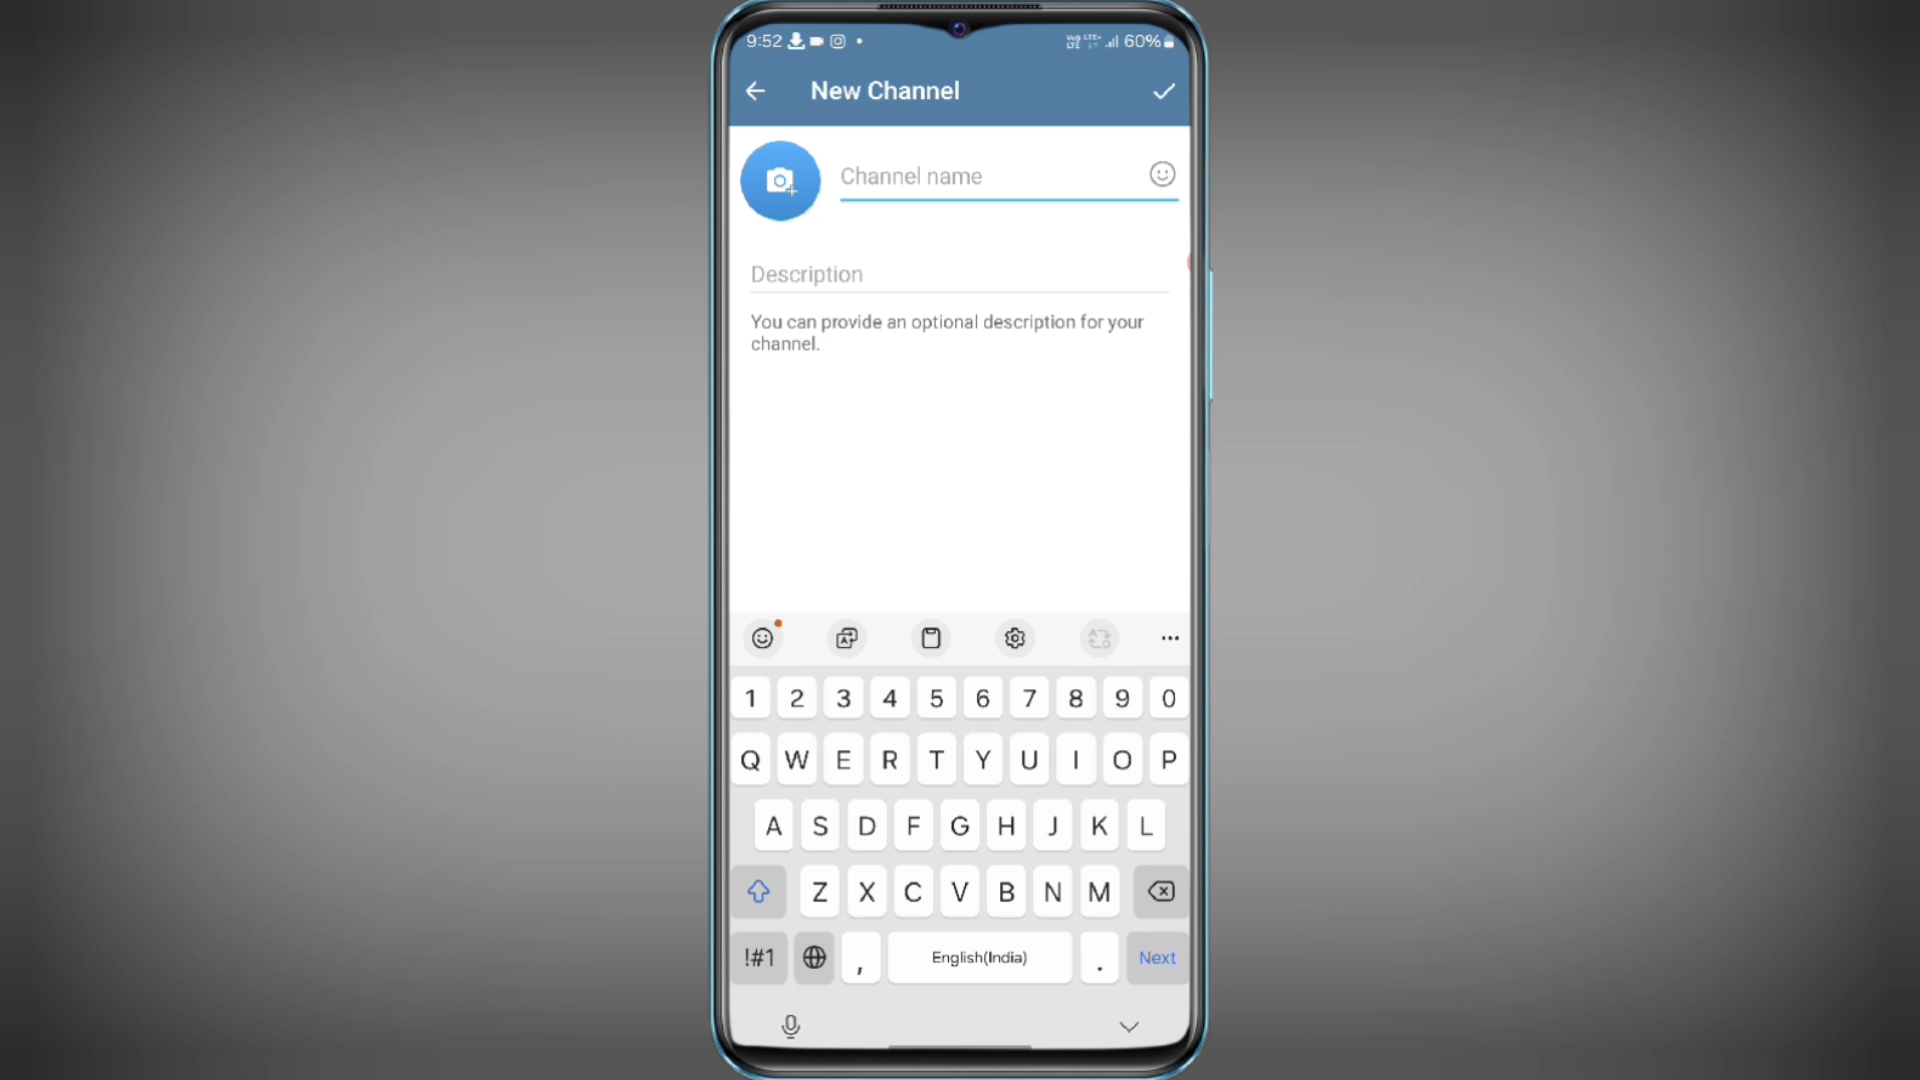 9:52 60%
New Channel
Channel name
Description
You can provide an optional description for your
channel.
1 2 3 4 5 6 7 8 9 0
Q W E R T Y U I O P
A S D F G H J K L
Z X C V B N M
!#1 , English(India) . Next